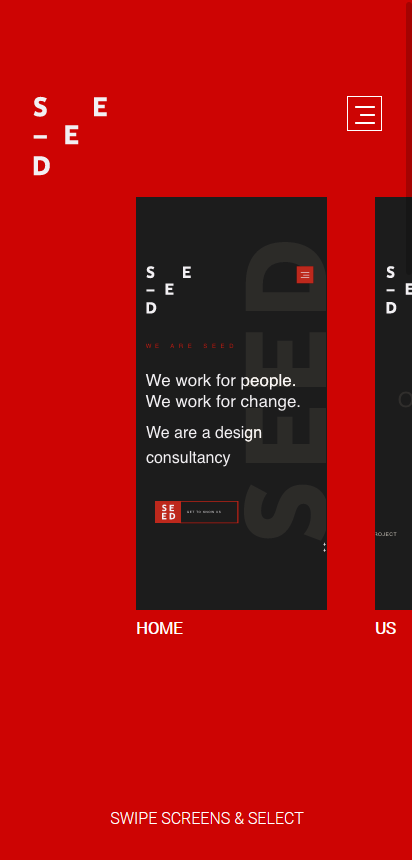 S E
– E
D
S E
– E
D
S
– E
D
WE ARE SEED
We work for people.
We work for change.
We are a design
consultancy
SE
ED
GET TO KNOW US
SEED
ROJECT
HOME
US
SWIPE SCREENS & SELECT